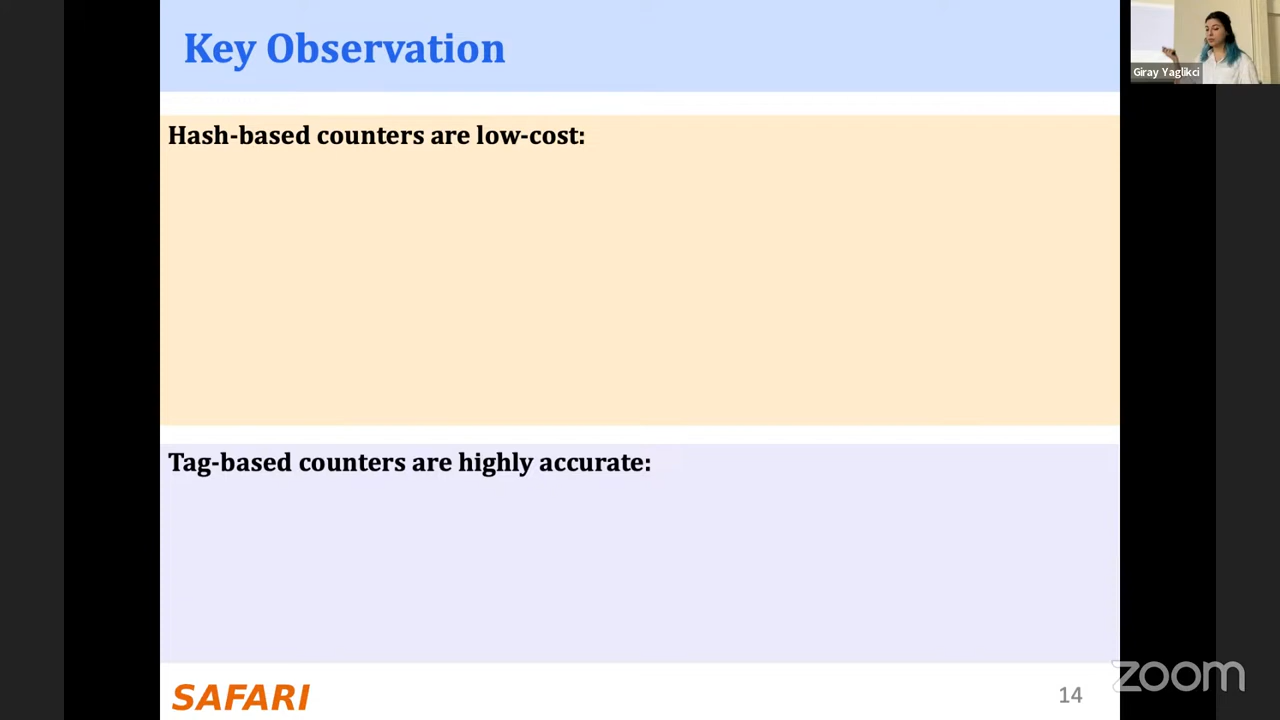 Key Observation
Giray Yaglikci
Hash-based counters are low-cost:
Tag-based counters are highly accurate:
SAFARI
14
zoom